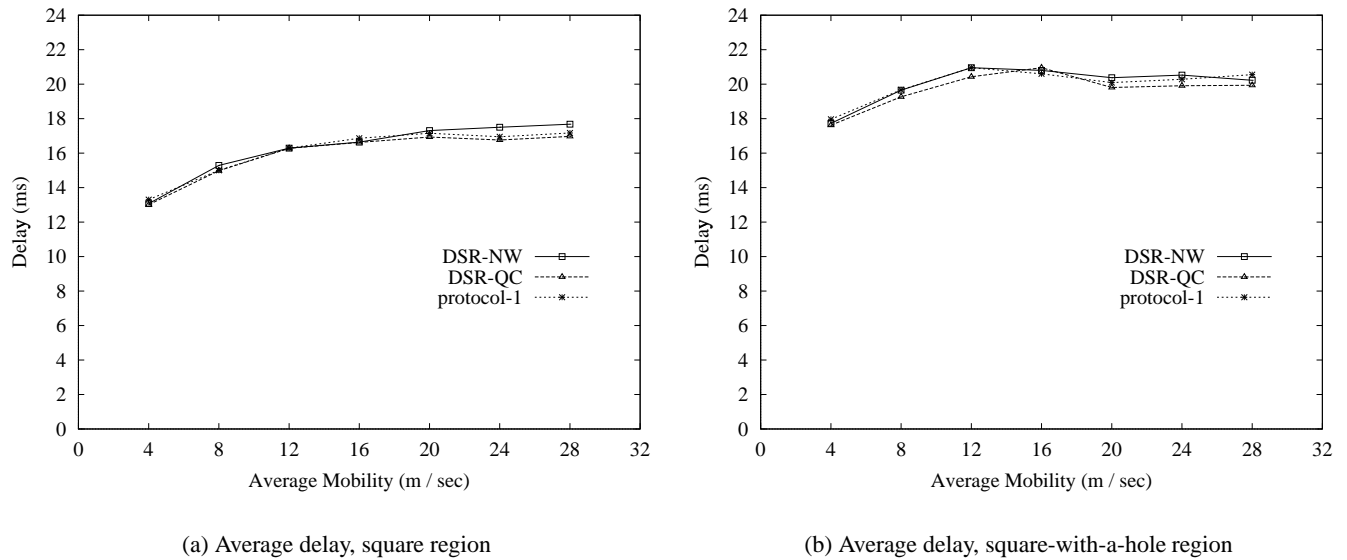 24
22
20
18
16
14
12
10
8
6
4
2
0
Delay (ms)
DSR-NW
DSR-QC
protocol-1
0 4 8 12 16 20 24 28 32
Average Mobility (m / sec)
(a) Average delay, square region
24
22
20
18
16
14
12
10
8
6
4
2
0
Delay (ms)
DSR-NW
DSR-QC
protocol-1
0 4 8 12 16 20 24 28 32
Average Mobility (m / sec)
(b) Average delay, square-with-a-hole region